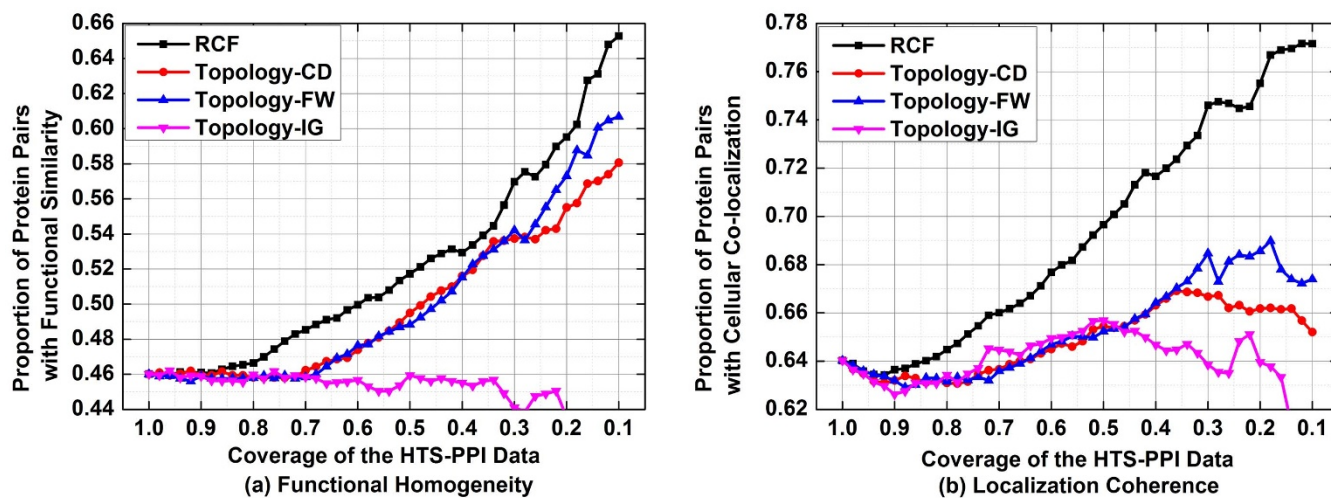 Proportion of Protein Pairs
with Functional Similarity
0.66
0.64
0.62
0.60
0.58
0.56
0.54
0.52
0.50
0.48
0.46
0.44
RCF
Topology-CD
Topology-FW
Topology-IG
1.0 0.9 0.8 0.7 0.6 0.5 0.4 0.3 0.2 0.1
Coverage of the HTS-PPI Data
(a) Functional Homogeneity
Proportion of Protein Pairs
with Cellular Co-localization
0.78
0.76
0.74
0.72
0.70
0.68
0.66
0.64
0.62
RCF
Topology-CD
Topology-FW
Topology-IG
1.0 0.9 0.8 0.7 0.6 0.5 0.4 0.3 0.2 0.1
Coverage of the HTS-PPI Data
(b) Localization Coherence